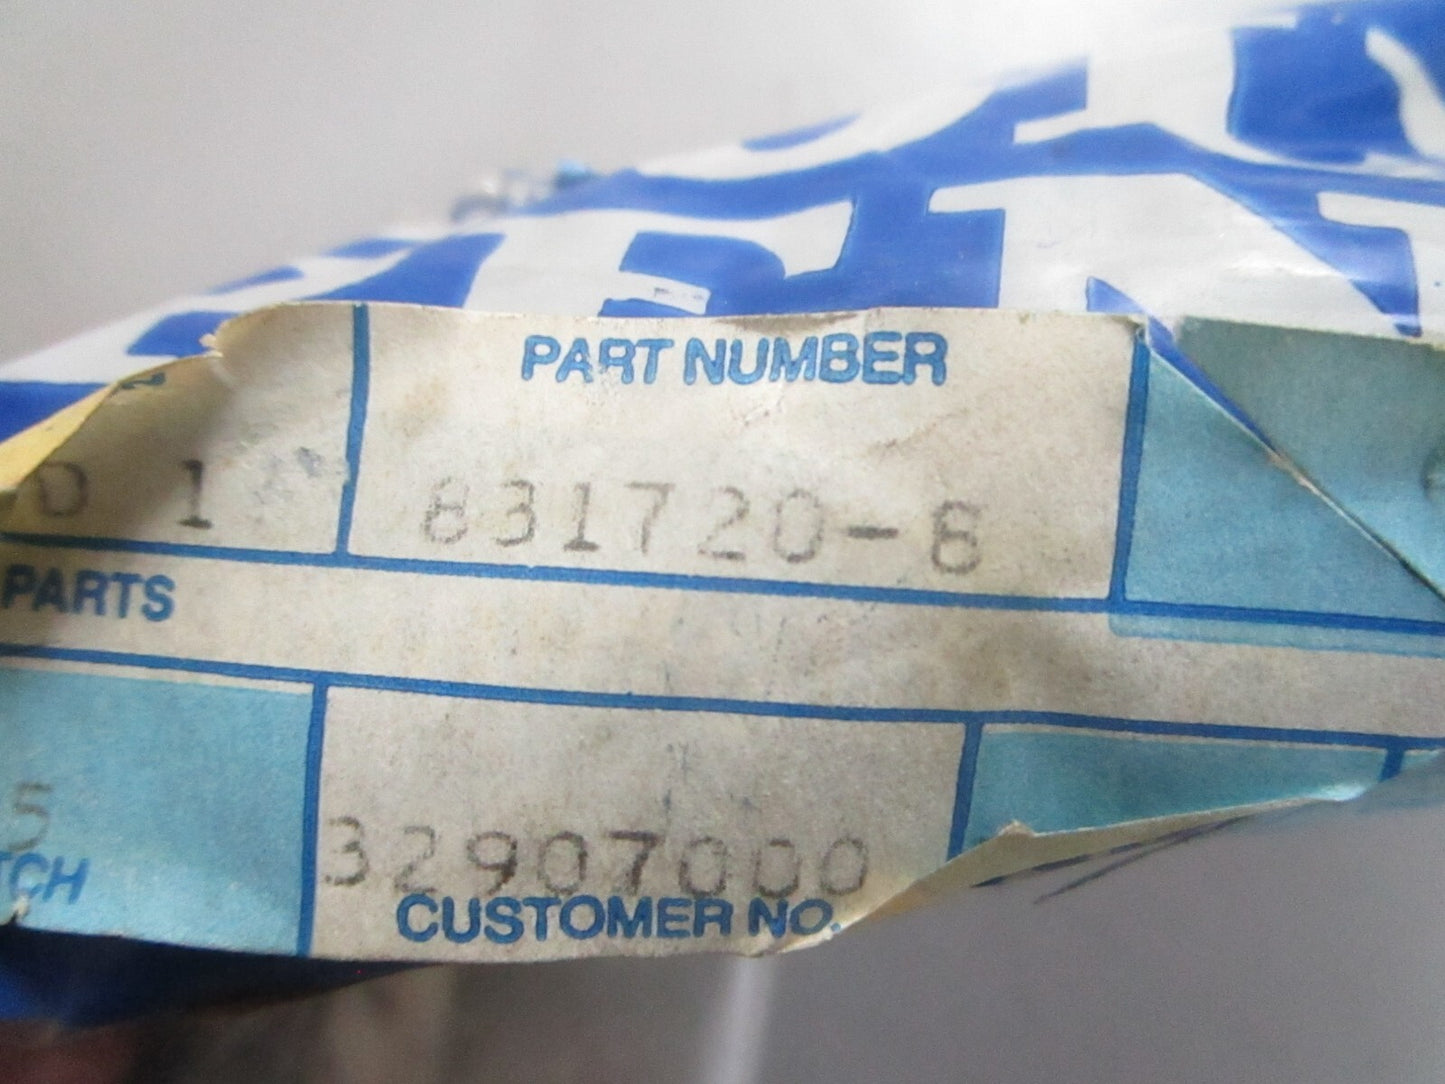 PART NUMBER
D 1 831720-6
PARTS
5
TCH
32907000
CUSTOMER NO.